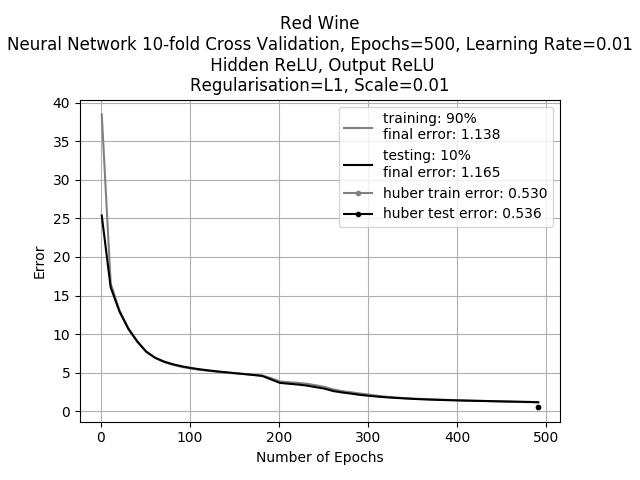 Red Wine
Neural Network 10-fold Cross Validation, Epochs=500, Learning Rate=0.01
Hidden ReLU, Output ReLU
Regularisation=L1, Scale=0.01
training: 90%
final error: 1.138
testing: 10%
final error: 1.165
huber train error: 0.530
huber test error: 0.536
Error
40
35
30
25
20
15
10
5
0
0 100 200 300 400 500
Number of Epochs